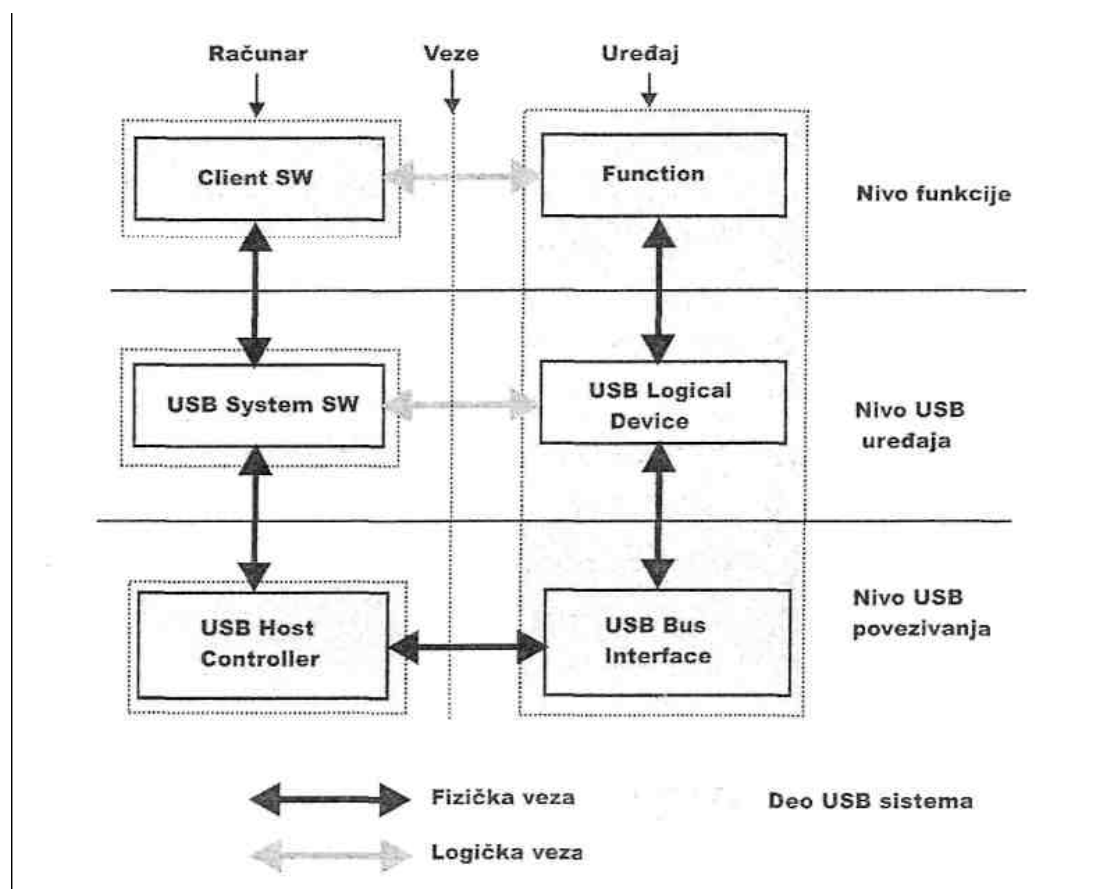 Računar Veze Uređaj
Client SW
Function
Nivo funkcije
USB System SW
USB Logical
Device
Nivo USB
uređaja
USB Host
Controller
USB Bus
Interface
Nivo USB
povezivanja
Fizička veza
Deo USB sistema
Logička veza